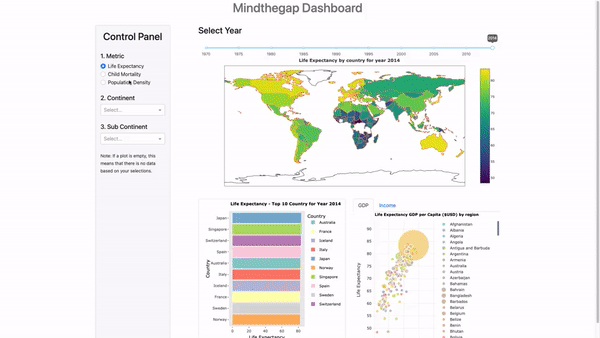 Mindthegap Dashboard
Control Panel
1. Metric
Life Expectancy
Child Mortality
Population Density
2. Continent
Select...
3. Sub Continent
Select...
Note: If a plot is empty, this
means that there is no data
based on your selections.
Select Year
2014
1970 1975 1980 1985 1990 1995 2000 2005 2010
Life Expectancy by country for year 2014
80
70
60
50
Life Expectancy - Top 10 Country for Year 2014
Country
Japan
Singapore
Switzerland
Spain
Australia
Italy
Iceland
France
Sweden
Norway
0 20 40 60 80
Life Expectancy
Country
Australia
France
Iceland
Italy
Japan
Norway
Singapore
Spain
Sweden
Switzerland
GDP Income
Life Expectancy GDP per Capita ($USD) by region
Life Expectancy
90
85
80
75
70
65
60
55
50
Afghanistan
Albania
Algeria
Angola
Antigue and Barbuda
Argentina
Armenia
Australia
Austria
Azerbaijan
Bahamas
Bahrain
Bangladesh
Barbados
Belarus
Belgium
Belize
Benin
Bhutan